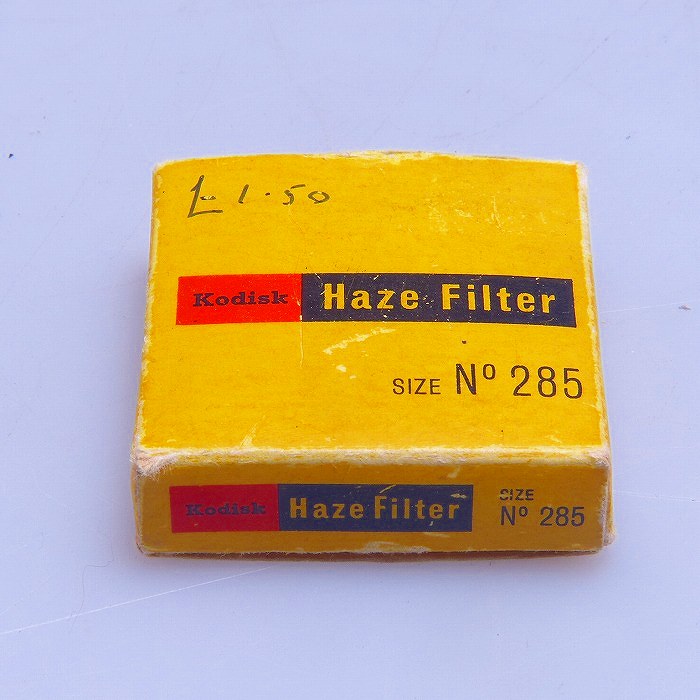 £1.50
Kodisk Haze Filter
SIZE Nº 285
Kodisk Haze Filter
SIZE
Nº 285